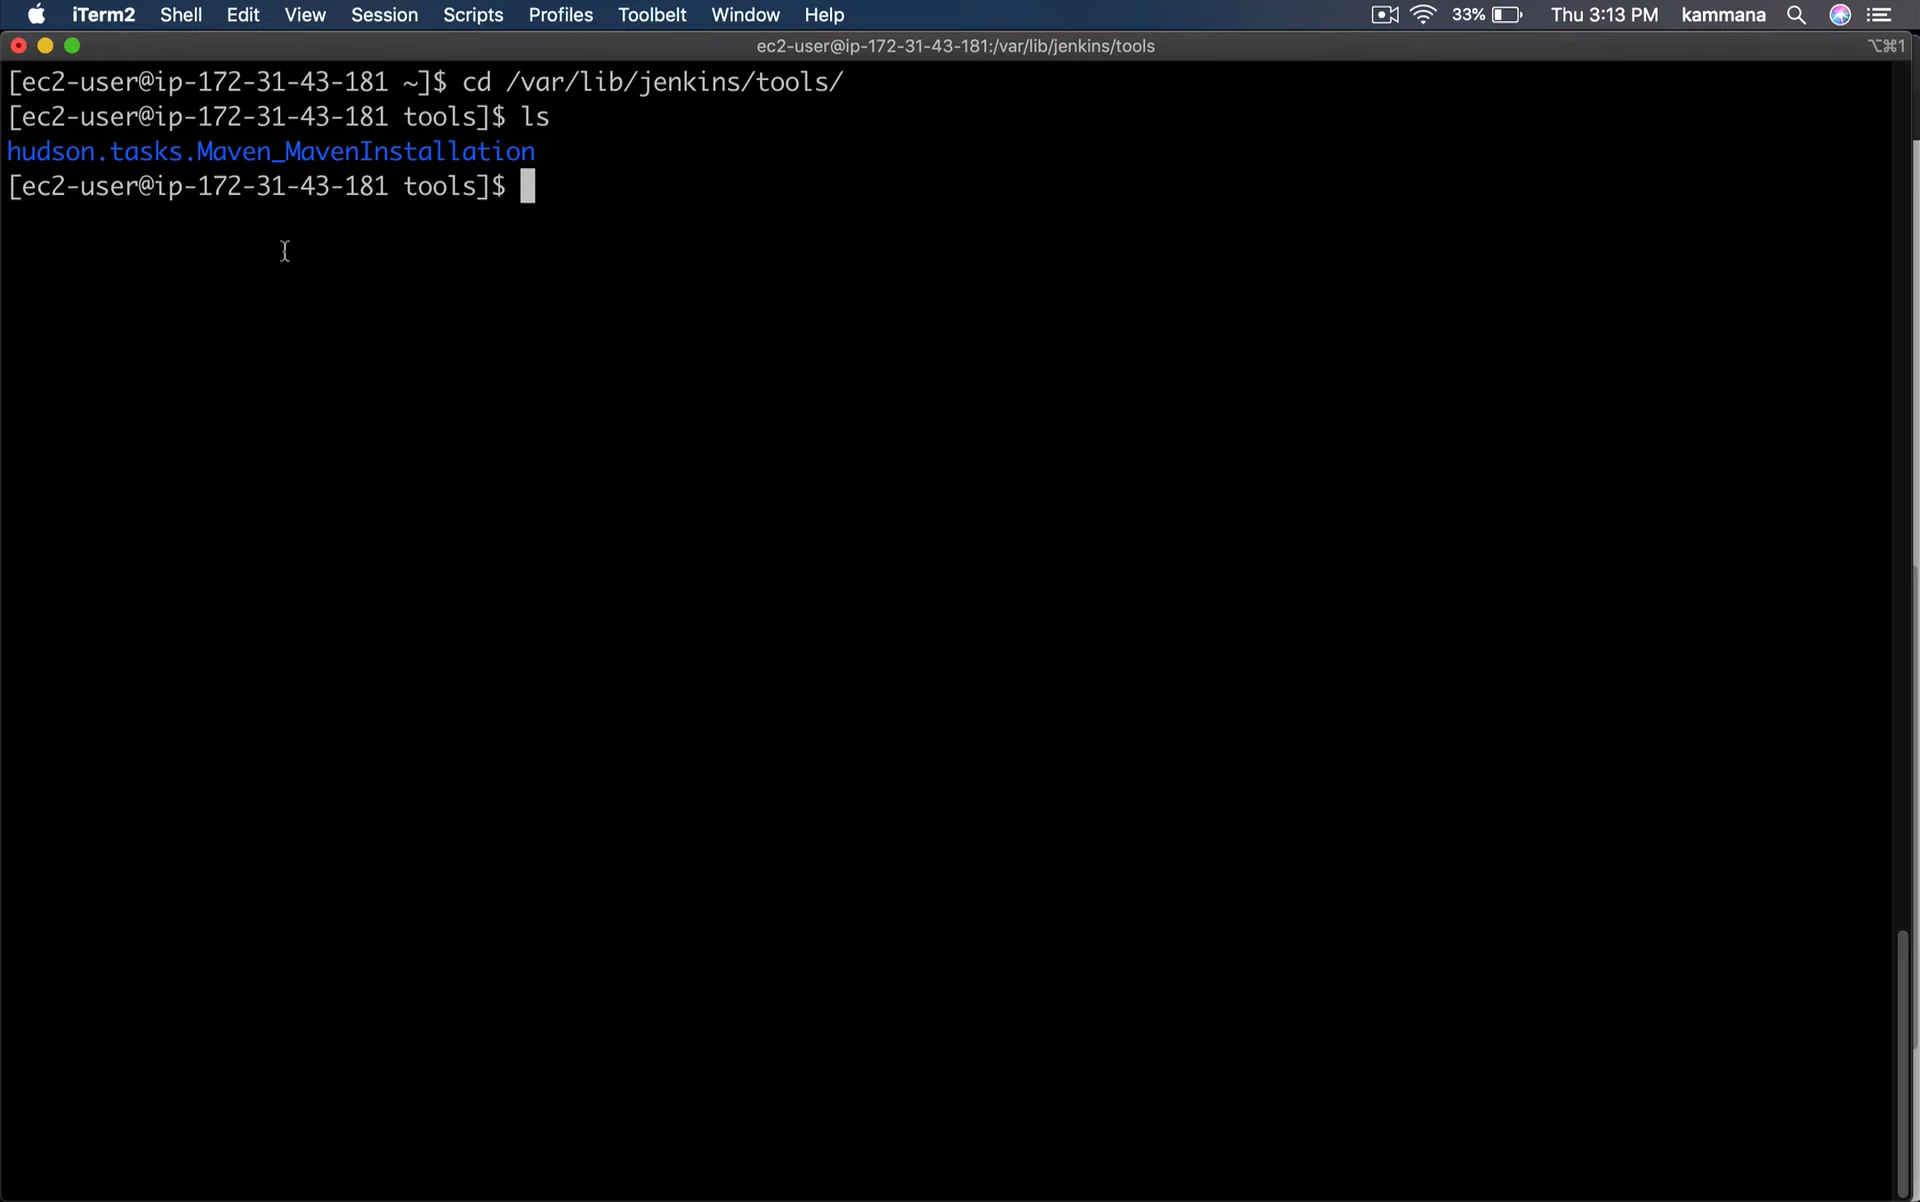 iTerm2 Shell Edit View Session Scripts Profiles Toolbelt Window Help 33% Thu 3:13 PM kammana
ec2-user@ip-172-31-43-181:/var/lib/jenkins/tools ⌥⌘1
[ec2-user@ip-172-31-43-181 ~]$ cd /var/lib/jenkins/tools/
[ec2-user@ip-172-31-43-181 tools]$ ls
hudson.tasks.Maven_MavenInstallation
[ec2-user@ip-172-31-43-181 tools]$